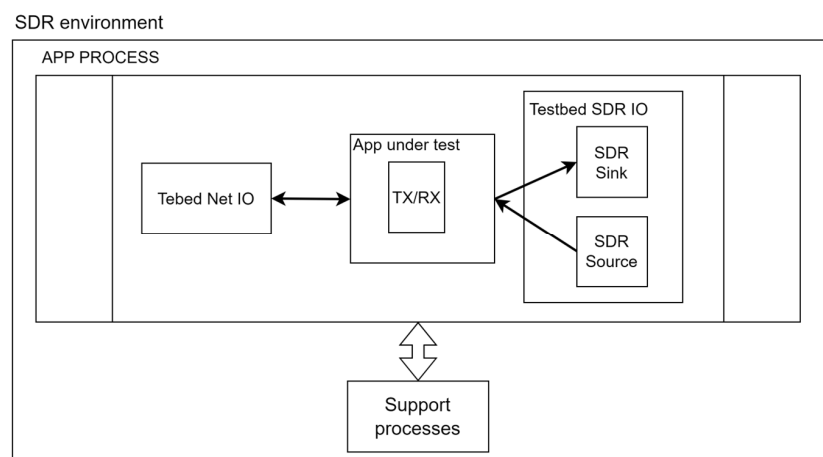 SDR environment
APP PROCESS
Testbed SDR IO
App under test
SDR
Sink
Tebed Net IO
TX/RX
SDR
Source
Support
processes